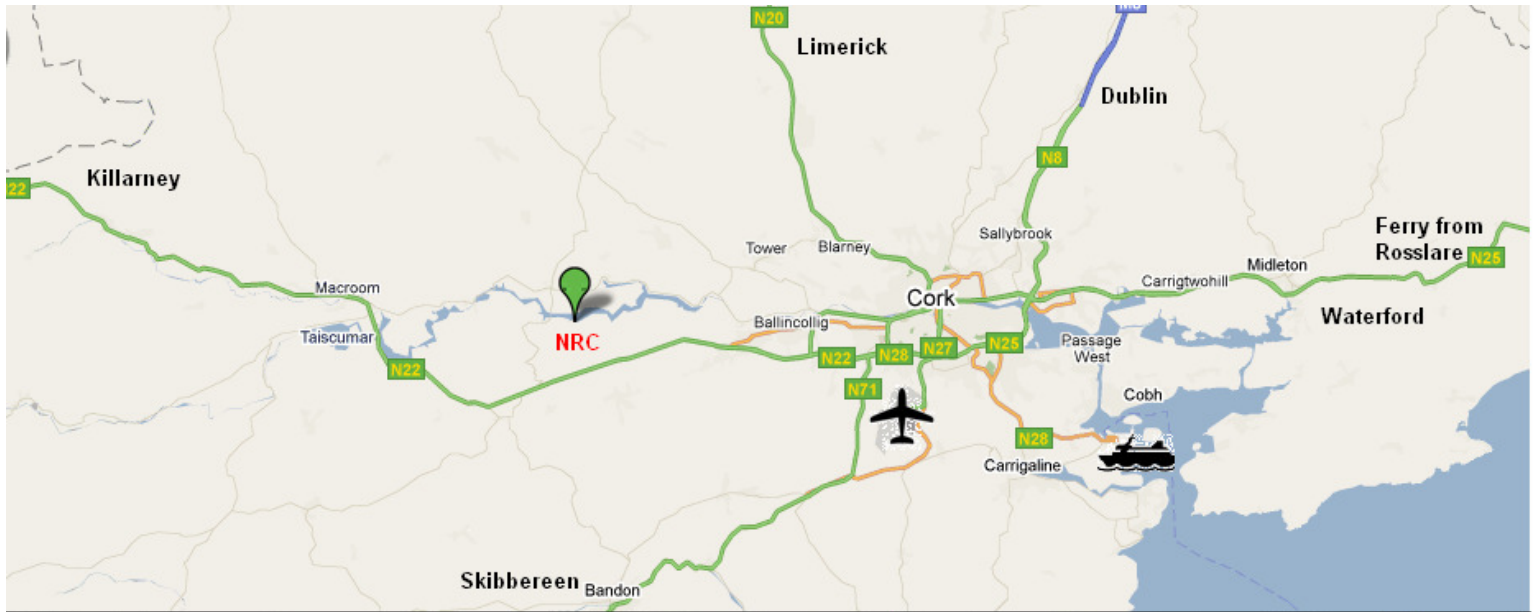 N20
Limerick
Dublin
N8
Killarney
22
Sallybrook
Ferry from
Rosslare
N25
Tower
Blarney
Midleton
Carrigtwohill
Macroom
Cork
Waterford
Taiscumar
NRC
Ballincollig
Passage
West
N22
N22
N28
N27
N25
N71
Cobh
N28
Carrigaline
Skibbereen
Bandon